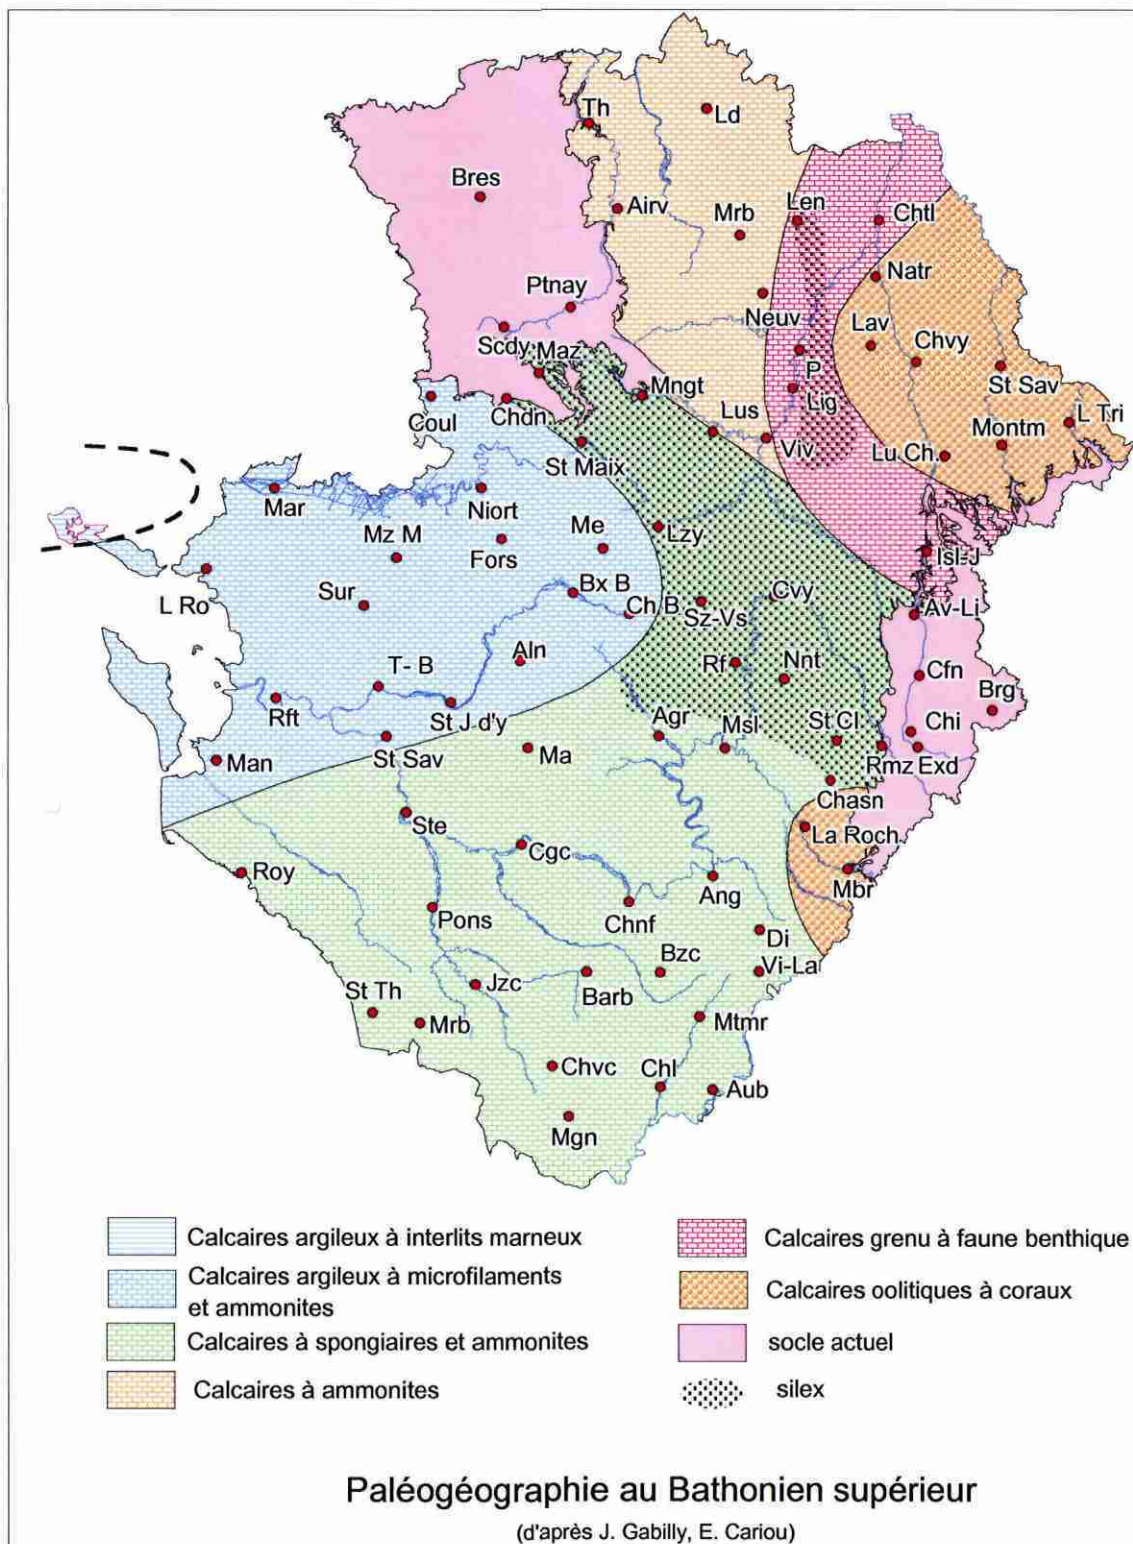 Th
Ld
Bres
Airv
Mrb
Len
Chtl
Natr
Ptnay
Neuv
Lav
Chvy
Scdy
Maz
P
St Sav
Mngt
Lig
Coul
Chdn
Lus
L Tri
Viv
Montm
St Maix
Lu Ch.
Mar
Niort
Me
Lzy
Mz M
Fors
Isl-J
L Ro
Sur
Bx B
Ch B
Sz-Vs
Cvy
Av-Li
Aln
Rf
Nnt
Cfn
T- B
Brg
Rft
St J d'y
Agr
Msl
St Cl
Chi
Man
St Sav
Ma
Rmz
Exd
Chasn
Ste
La Roch.
Cgc
Roy
Mbr
Ang
Pons
Chnf
Di
Bzc
Vi-La
Jzc
Barb
St Th
Mrb
Mtmr
Chvc
Chl
Aub
Mgn
Calcaires argileux à interlits marneux
Calcaires argileux à microfilaments
et ammonites
Calcaires à spongiaires et ammonites
Calcaires à ammonites
Calcaires grenu à faune benthique
Calcaires oolitiques à coraux
socle actuel
silex
Paléogéographie au Bathonien supérieur
(d'après J. Gabilly, E. Cariou)